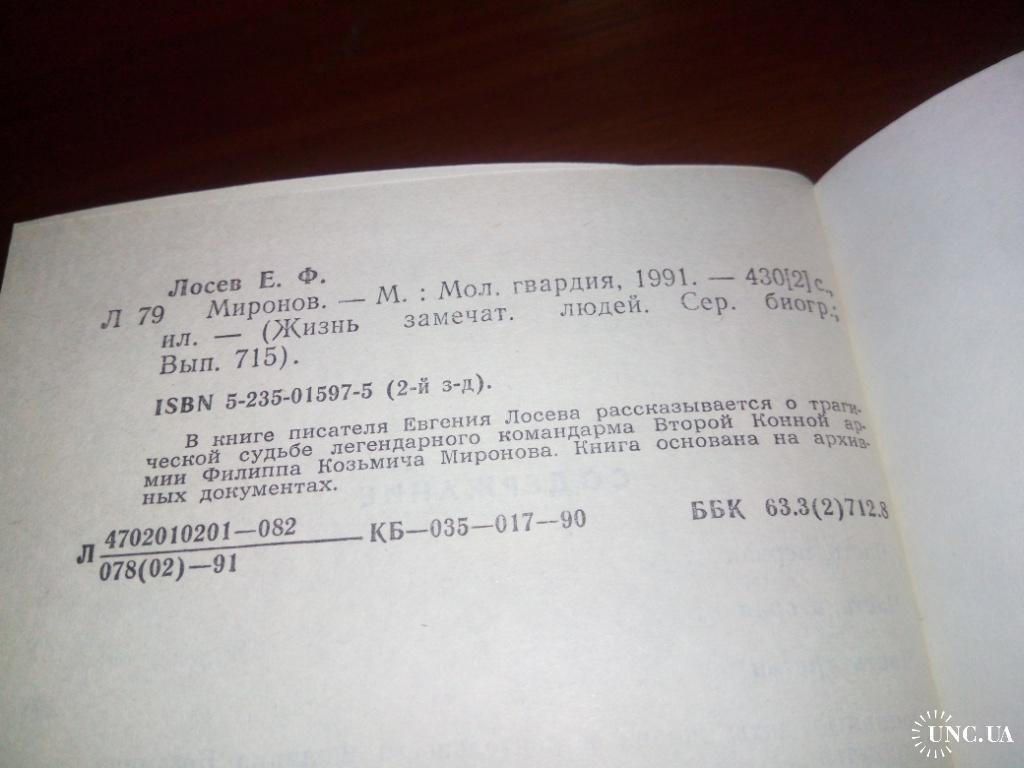 Лосев Е. Ф.
Л 79 Миронов. — М. : Мол. гвардия, 1991. — 430[2] с.,
ил. — (Жизнь замечат. людей. Сер. биогр.;
Вып. 715).
ISBN 5-235-01597-5 (2-й з-д).
В книге писателя Евгения Лосева рассказывается о траги-
ческой судьбе легендарного командарма Второй Конной ар-
мии Филиппа Козьмича Миронова. Книга основана на архив-
ных документах.
Л 4702010201—082 КБ—035—017—90 ББК 63.3(2)712.8
078(02)—91
СОДЕРЖАНИЕ
UNC.UA